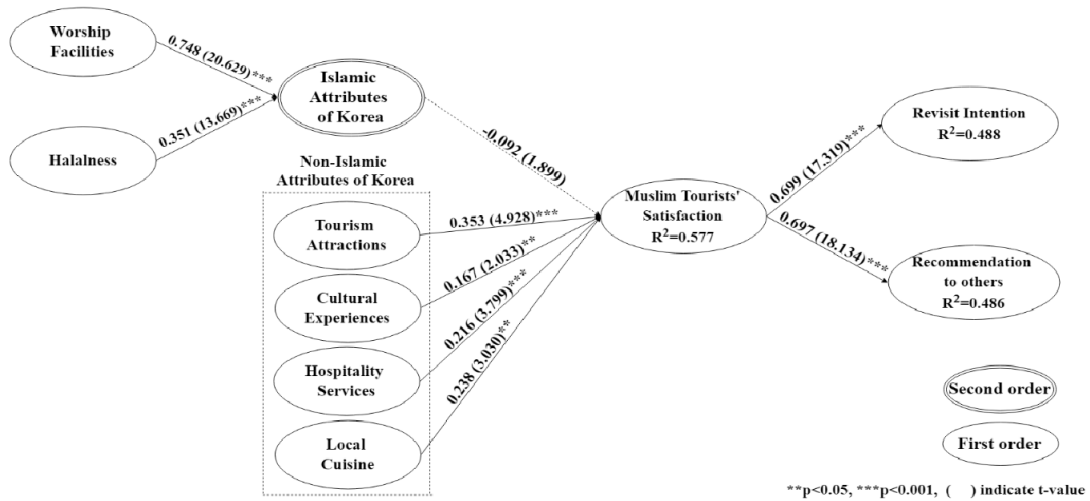 Worship
Facilities
0.748 (20.629)***
Islamic
Attributes
of Korea
Halalness
0.351 (13.669)***
-0.092 (1.899)
Non-Islamic
Attributes of Korea
Tourism
Attractions
0.353 (4.928)***
Cultural
Experiences
0.167 (2.033)**
Hospitality
Services
0.216 (3.799)***
Local
Cuisine
0.238 (3.030)**
Muslim Tourists'
Satisfaction
R²=0.577
0.699 (17.319)***
Revisit Intention
R²=0.488
0.697 (18.134)***
Recommendation
to others
R²=0.486
Second order
First order
**p<0.05, ***p<0.001, ( ) indicate t-value